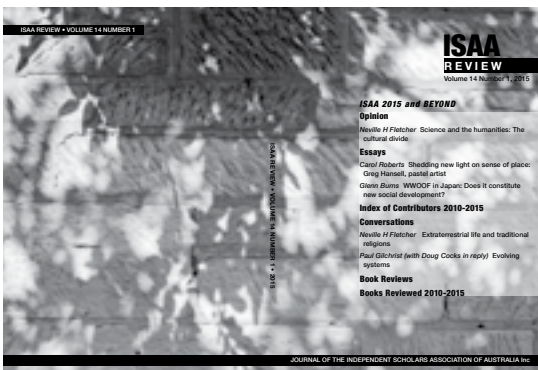 ISAA REVIEW • VOLUME 14 NUMBER 1
ISAA
REVIEW
Volume 14 Number 1, 2015
ISAA 2015 and BEYOND
Opinion
Neville H Fletcher Science and the humanities: The
cultural divide
Essays
Carol Roberts Shedding new light on sense of place:
Greg Hansell, pastel artist
Glenn Burns WWOOF in Japan: Does it constitute
new social development?
Index of Contributors 2010-2015
Conversations
Neville H Fletcher Extraterrestrial life and traditional
religions
Paul Gilchrist (with Doug Cocks in reply) Evolving
systems
Book Reviews
Books Reviewed 2010-2015
ISAA REVIEW • VOLUME 14 NUMBER 1 • 2015
JOURNAL OF THE INDEPENDENT SCHOLARS ASSOCIATION OF AUSTRALIA Inc